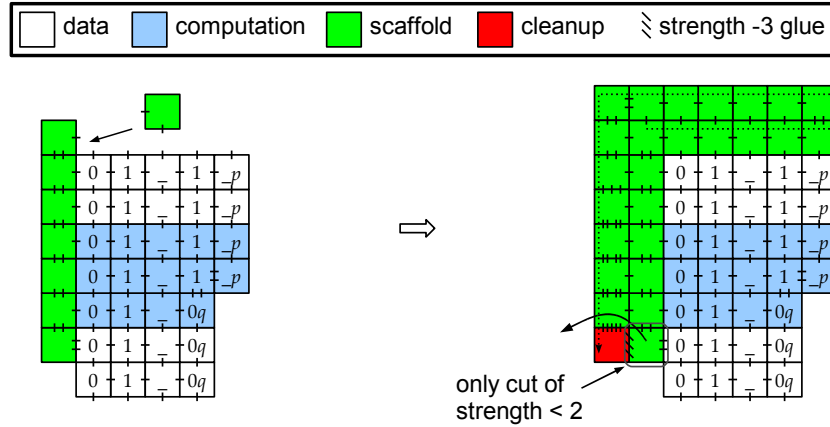 data computation scaffold cleanup strength -3 glue
0 1 _ 1 _p
0 1 _ 1 _p
0 1 _ 1 _p
0 1 _ 1 _p
0 1 _ 0q
0 1 _ 0q
0 1 _ 0q
0 1 _ 1 _p
0 1 _ 1 _p
0 1 _ 1 _p
0 1 _ 1 _p
0 1 _ 0q
0 1 _ 0q
0 1 _ 0q
only cut of
strength < 2